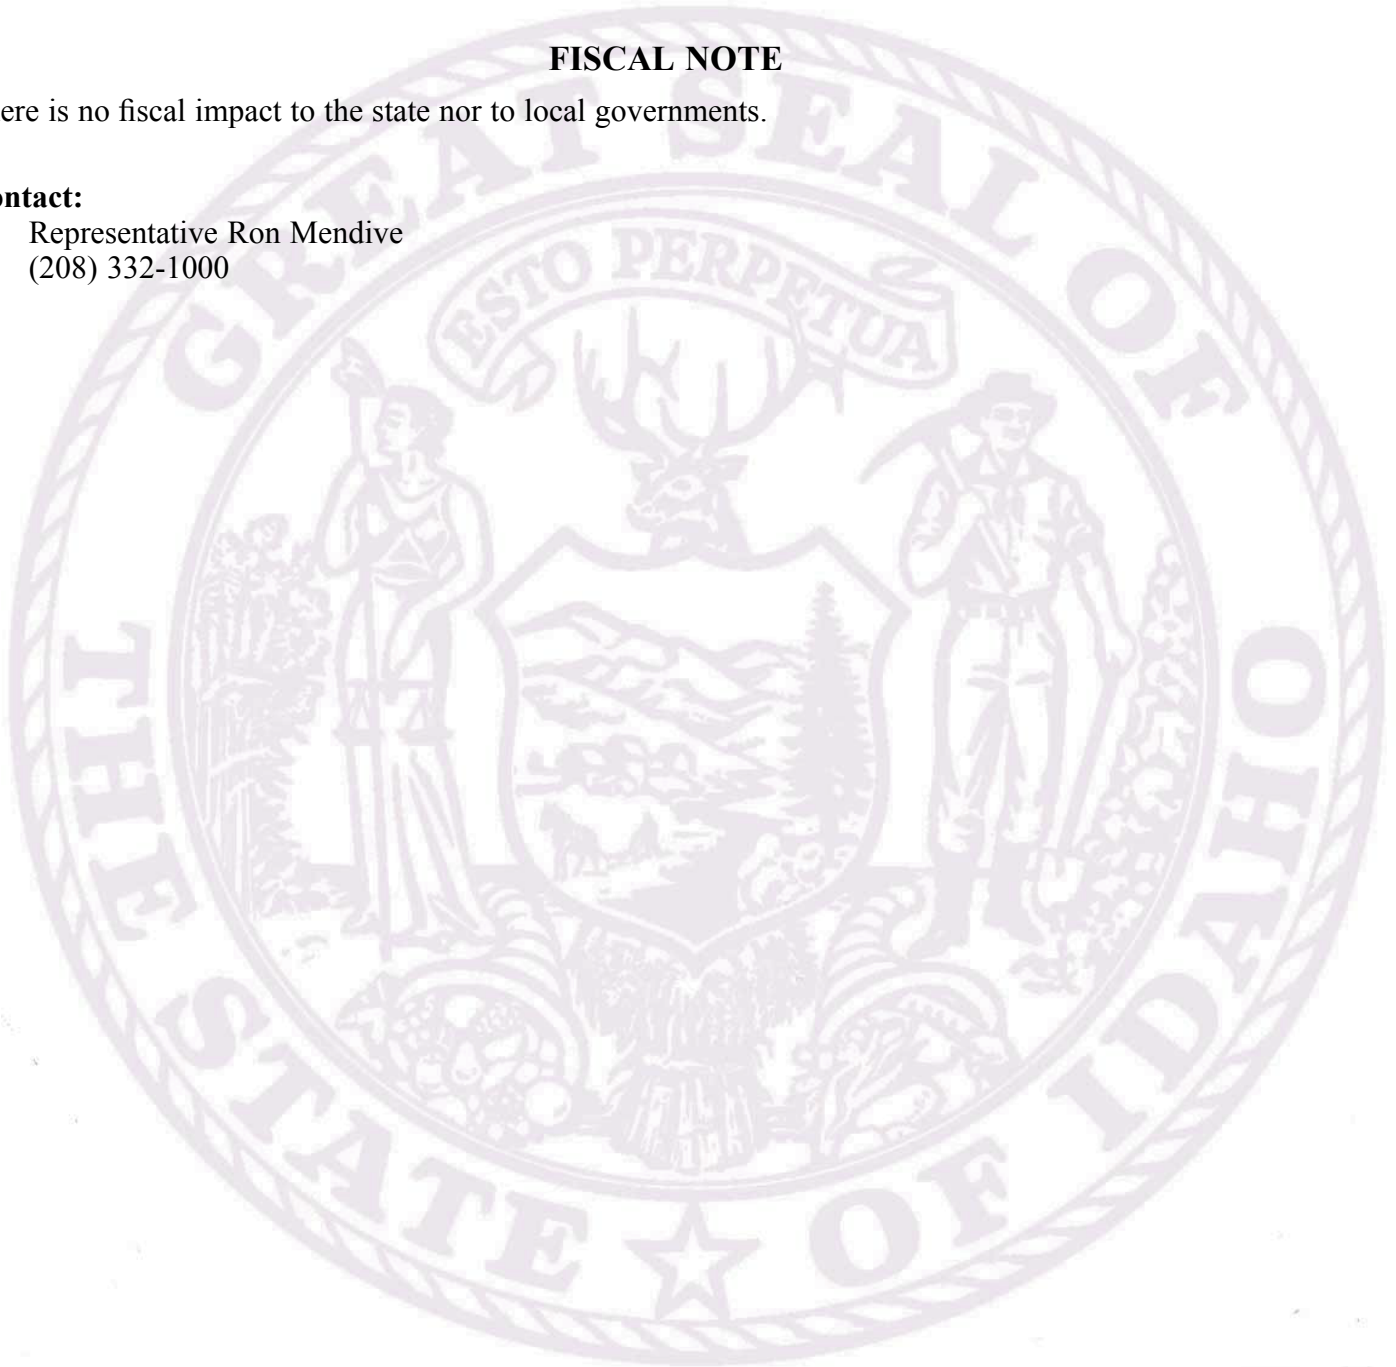 FISCAL NOTE
ere is no fiscal impact to the state nor to local governments.
ontact:
Representative Ron Mendive
(208) 332-1000
GREAT SEAL OF
ESTO PERPETUA
THE STATE OF IDAHO